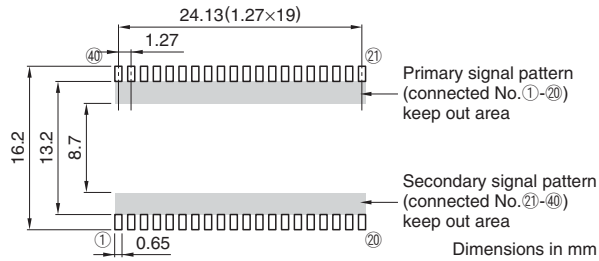 24.13(1.27×19)
㊵ 1.27 ㉑
Primary signal pattern
(connected No.①-⑳)
keep out area
16.2
13.2
8.7
Secondary signal pattern
(connected No.㉑-㊵)
keep out area
① 0.65 ⑳
Dimensions in mm